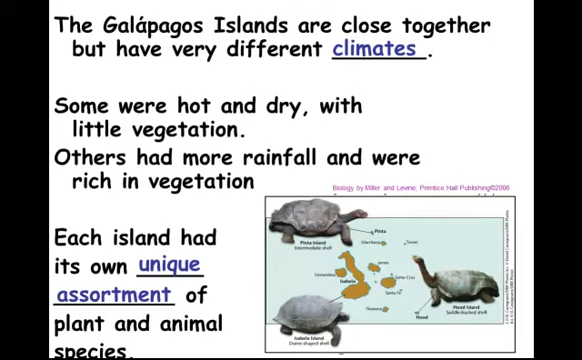 The Galápagos Islands are close together
but have very different climates.
Some were hot and dry, with
little vegetation.
Others had more rainfall and were
rich in vegetation
Biology by Miller and Levine; Prentice Hall Publishing©2006
Each island had
its own unique
assortment of
plant and animal
species.
Pinta Island
Intermediate shell
Pinta
Marchena
Tower
James
Fernandina
Isabela
Santa Cruz
Santa Fe
Floreana
Hood
Hood Island
Saddle-backed shell
Isabela Island
Dome-shaped shell